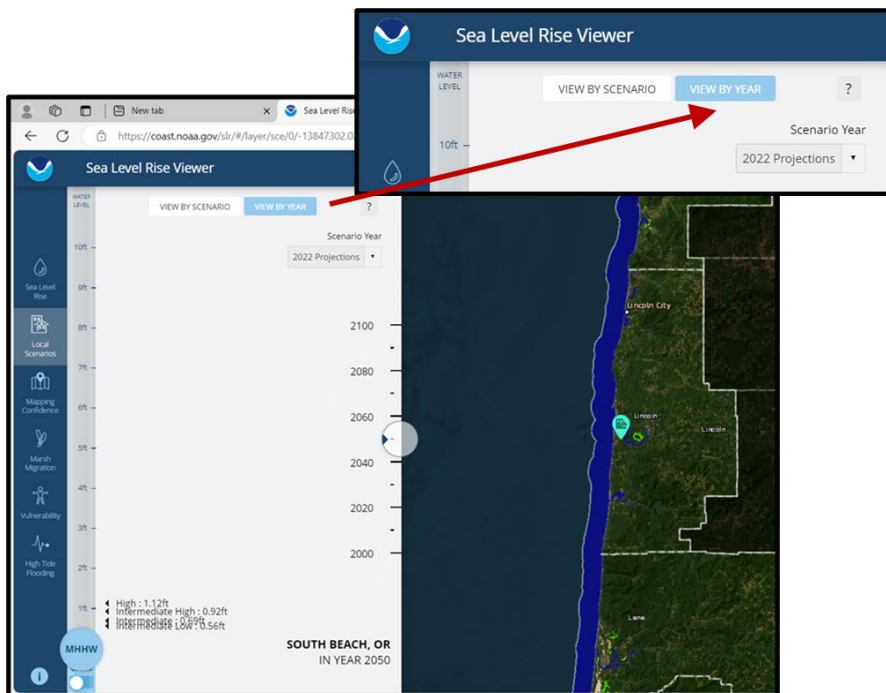 Sea Level Rise Viewer
WATER
LEVEL
VIEW BY SCENARIO
VIEW BY YEAR
?
Scenario Year
10ft
2022 Projections
New tab
Sea Level Rise
https://coast.noaa.gov/slr/#/layer/sce/0/-13847302.0
Sea Level Rise Viewer
WATER
LEVEL
VIEW BY SCENARIO
VIEW BY YEAR
?
Scenario Year
2022 Projections
10ft
9ft
8ft
7ft
6ft
5ft
4ft
3ft
2ft
1ft
Sea Level
Rise
Local
Scenarios
Mapping
Confidence
Marsh
Migration
Vulnerability
High Tide
Flooding
2100
2080
2060
2040
2020
2000
High : 1.12ft
Intermediate High : 0.92ft
Intermediate : 0.69ft
Intermediate Low : 0.56ft
MHHW
SOUTH BEACH, OR
IN YEAR 2050
i
Lincoln City
Lincoln
Lincoln
Lane